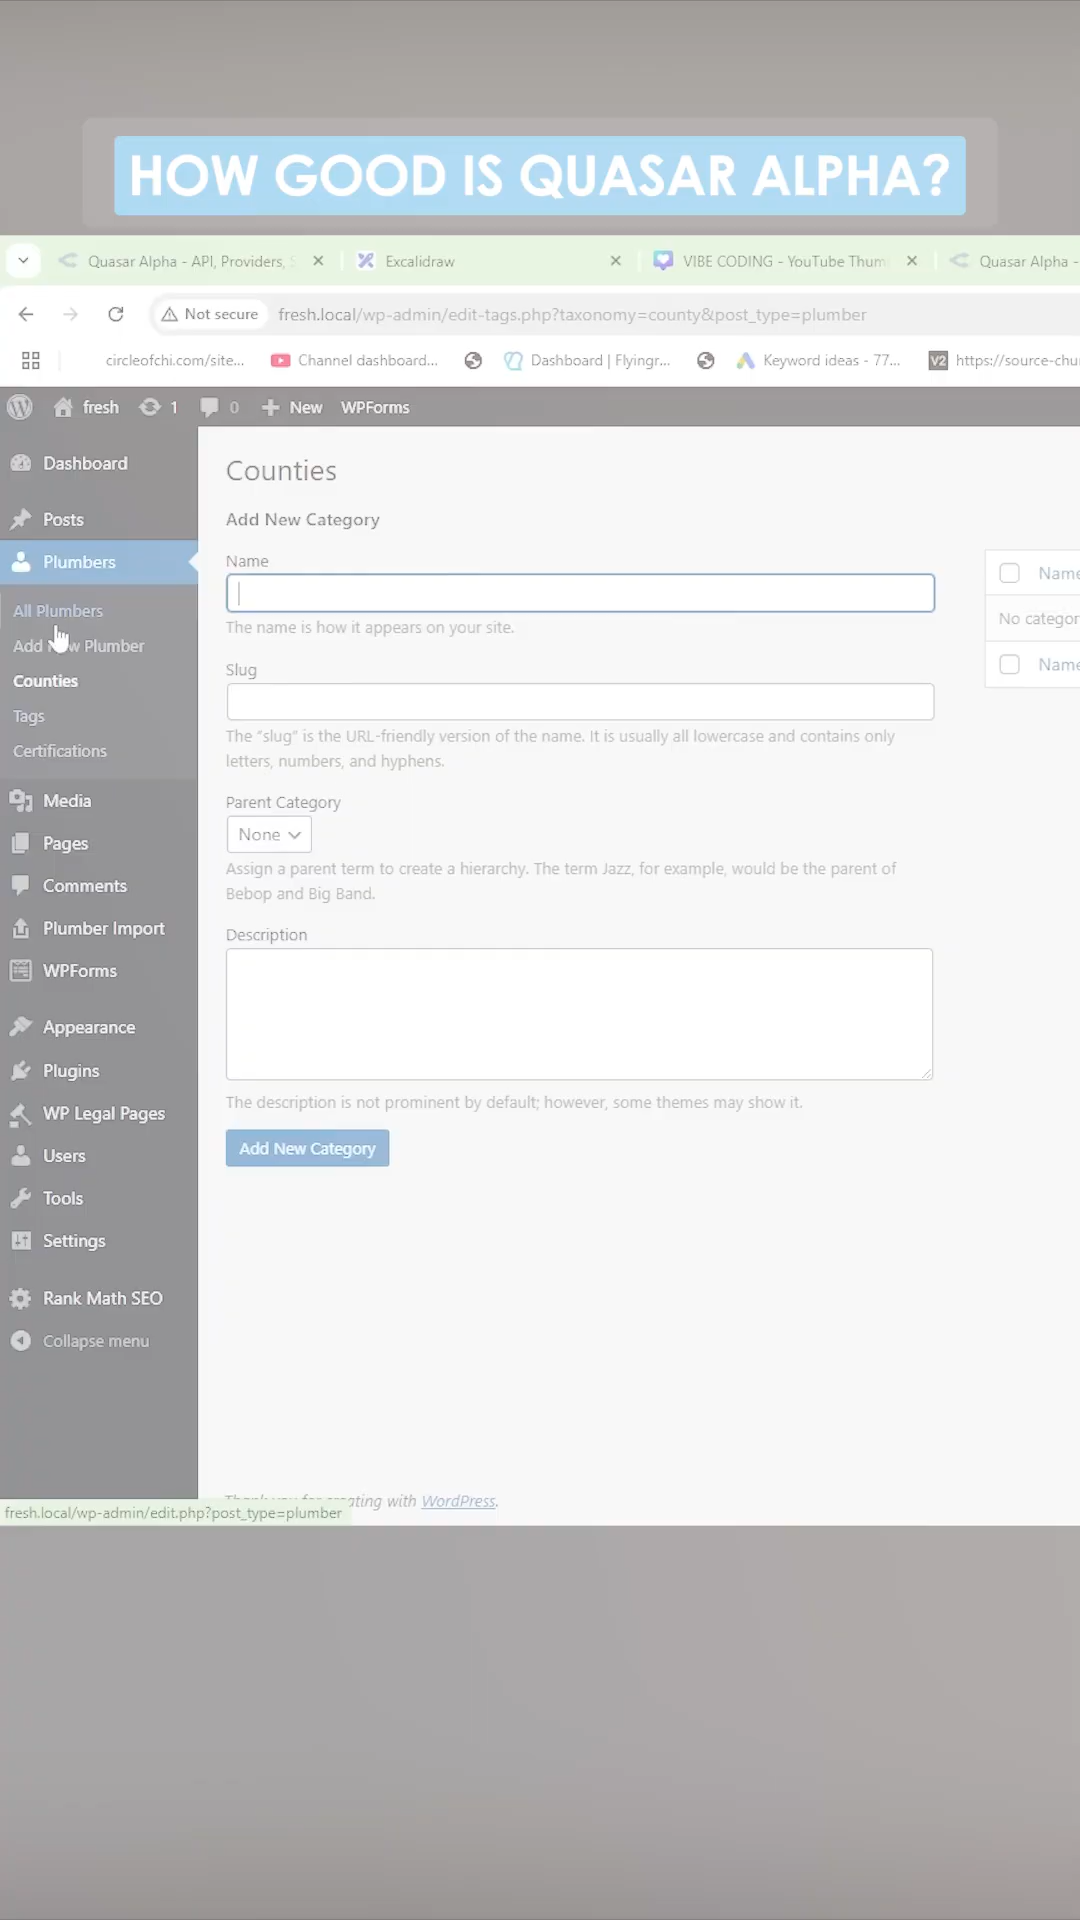 HOW GOOD IS QUASAR ALPHA?
Quasar Alpha - API, Providers, S
Excalidraw
VIBE CODING - YouTube Thum
Quasar Alpha -
Not secure
fresh.local/wp-admin/edit-tags.php?taxonomy=county&post_type=plumber
circleofchi.com/site...
Channel dashboard...
Dashboard | Flyingr...
Keyword ideas - 77...
V2
https://source-chu
fresh
1
0
New
WPForms
Dashboard
Posts
Plumbers
All Plumbers
Add New Plumber
Counties
Tags
Certifications
Media
Pages
Comments
Plumber Import
WPForms
Appearance
Plugins
WP Legal Pages
Users
Tools
Settings
Rank Math SEO
Collapse menu
Counties
Add New Category
Name
The name is how it appears on your site.
Slug
The “slug” is the URL-friendly version of the name. It is usually all lowercase and contains only
letters, numbers, and hyphens.
Parent Category
None
Assign a parent term to create a hierarchy. The term Jazz, for example, would be the parent of
Bebop and Big Band.
Description
The description is not prominent by default; however, some themes may show it.
Add New Category
Name
No categor
Name
Thank you for creating with WordPress.
fresh.local/wp-admin/edit.php?post_type=plumber